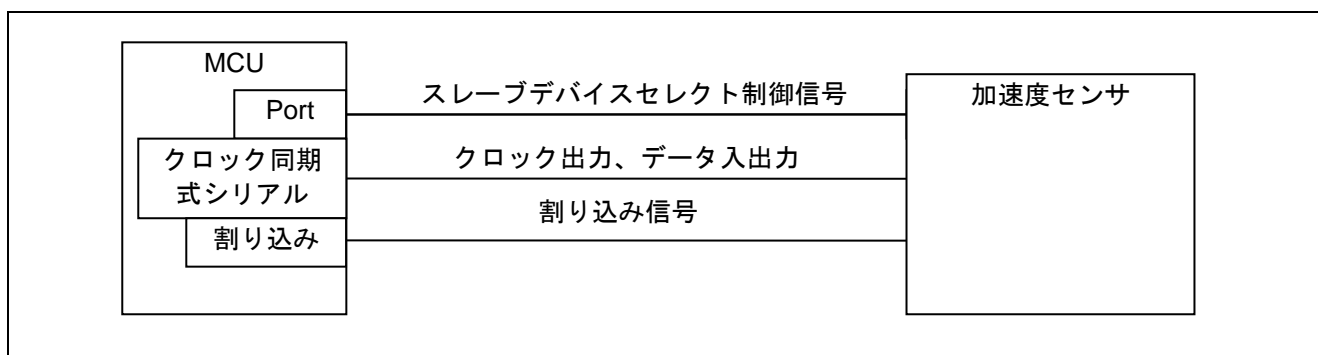 MCU
Port
スレーブデバイスセレクト制御信号
加速度センサ
クロック同期
式シリアル
クロック出力、データ入出力
割り込み
割り込み信号